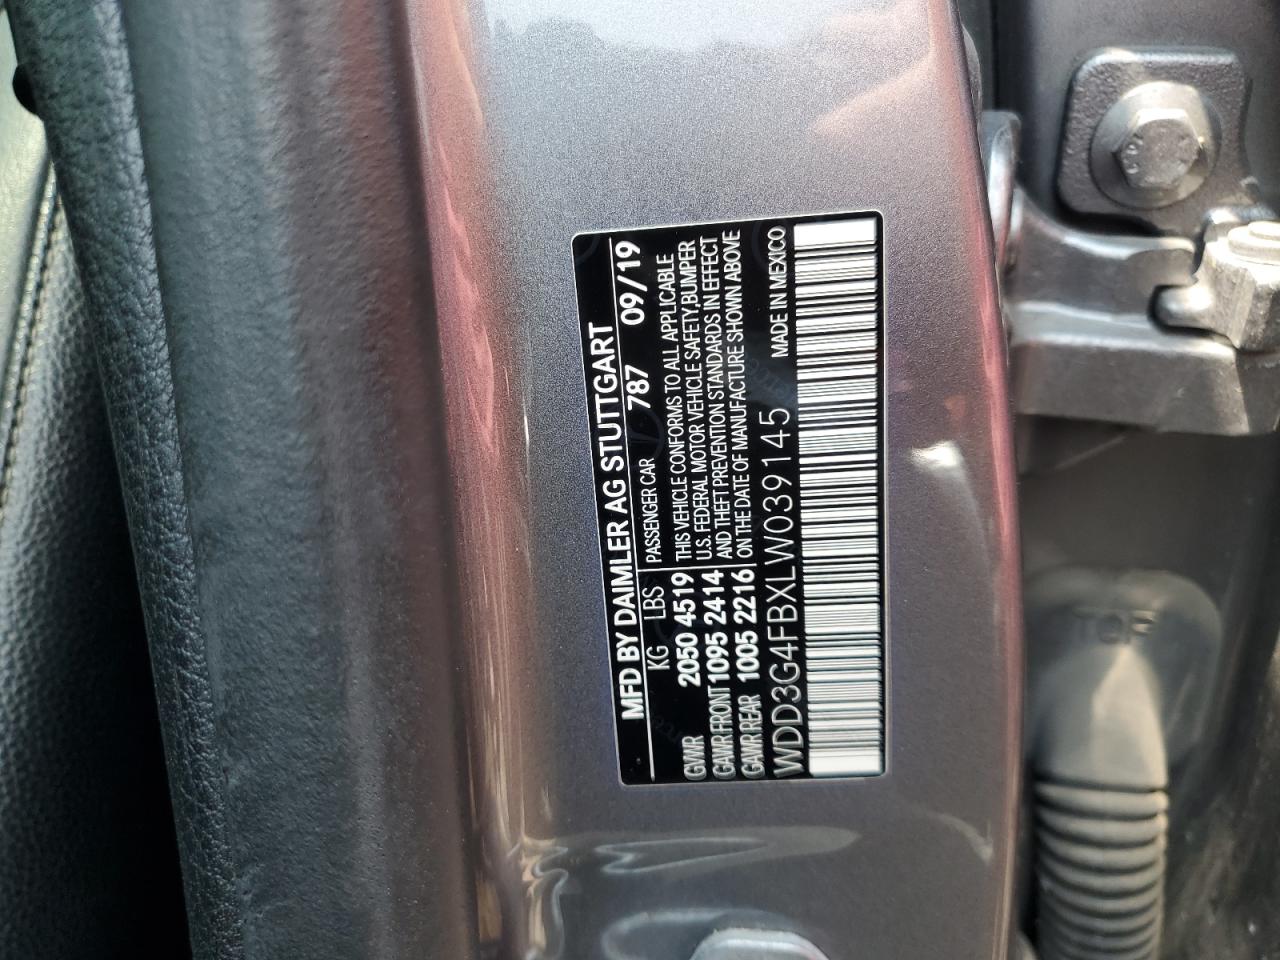 MFD BY DAIMLER AG STUTTGART
KG LBS PASSENGER CAR 787 09/19
GVWR 2050 4519 THIS VEHICLE CONFORMS TO ALL APPLICABLE
U.S. FEDERAL MOTOR VEHICLE SAFETY,BUMPER
GAWR FRONT 1095 2414 AND THEFT PREVENTION STANDARDS IN EFFECT
GAWR REAR 1005 2216 ON THE DATE OF MANUFACTURE SHOWN ABOVE
WDD3G4FBXLW039145 MADE IN MEXICO
TOP